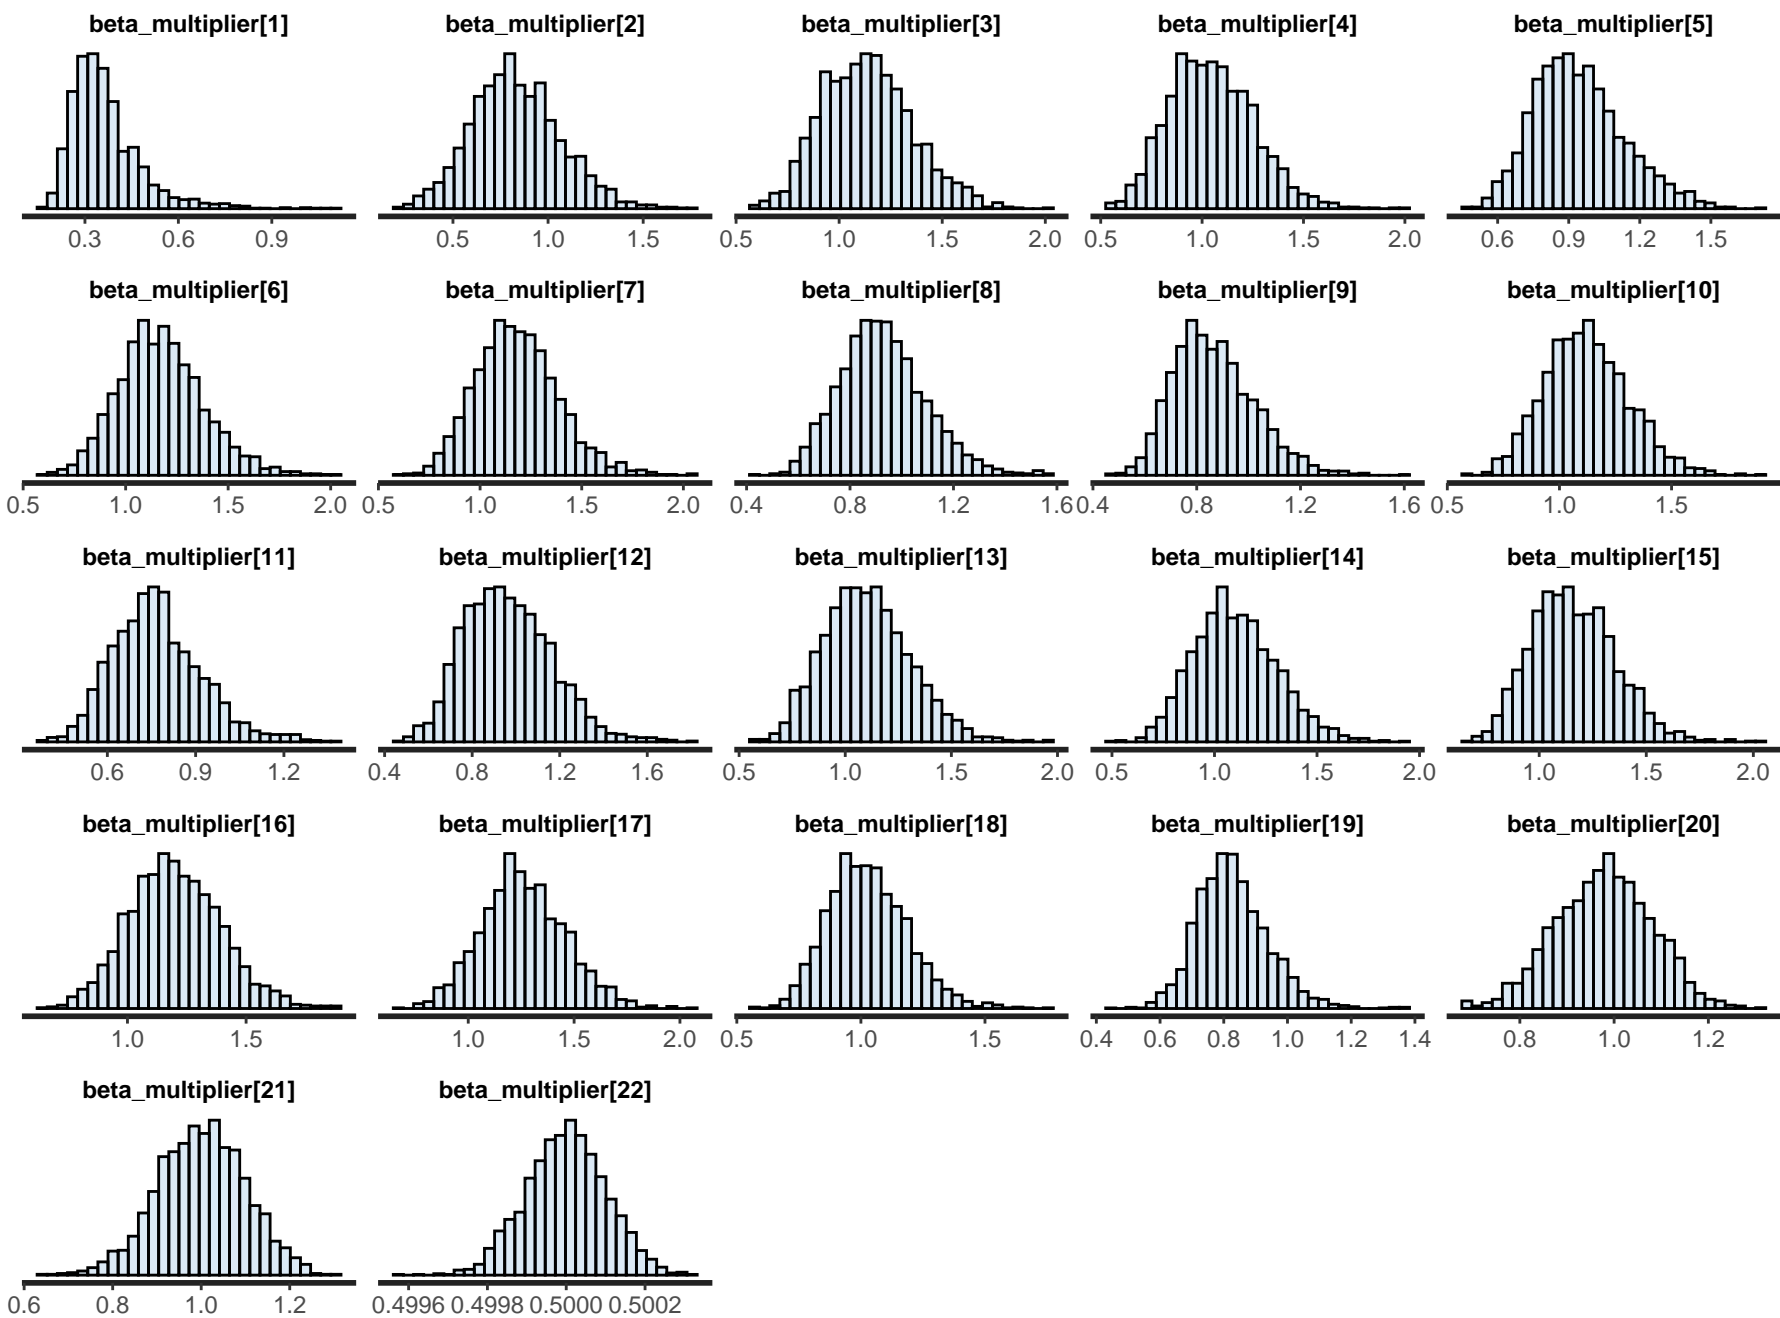 beta_multiplier[1] beta_multiplier[2] beta_multiplier[3] beta_multiplier[4] beta_multiplier[5]
0.3 0.6 0.9 0.5 1.0 1.5 0.5 1.0 1.5 2.0 0.5 1.0 1.5 2.0 0.6 0.9 1.2 1.5
beta_multiplier[6] beta_multiplier[7] beta_multiplier[8] beta_multiplier[9] beta_multiplier[10]
0.5 1.0 1.5 2.0 0.5 1.0 1.5 2.0 0.4 0.8 1.2 1.6 0.4 0.8 1.2 1.6 0.5 1.0 1.5
beta_multiplier[11] beta_multiplier[12] beta_multiplier[13] beta_multiplier[14] beta_multiplier[15]
0.6 0.9 1.2 0.4 0.8 1.2 1.6 0.5 1.0 1.5 2.0 0.5 1.0 1.5 2.0 1.0 1.5 2.0
beta_multiplier[16] beta_multiplier[17] beta_multiplier[18] beta_multiplier[19] beta_multiplier[20]
1.0 1.5 1.0 1.5 2.0 0.5 1.0 1.5 0.4 0.6 0.8 1.0 1.2 1.4 0.8 1.0 1.2
beta_multiplier[21] beta_multiplier[22]
0.6 0.8 1.0 1.2 0.4996 0.4998 0.5000 0.5002